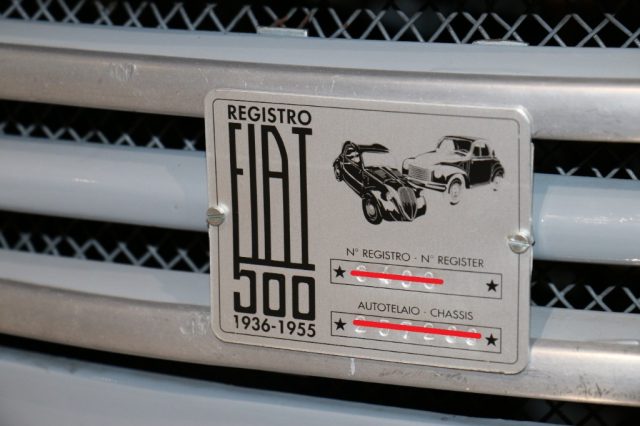 REGISTRO
FIAT
500
1936-1955
N° REGISTRO - N° REGISTER
★ ★
AUTOTELAIO - CHASSIS
★ ★